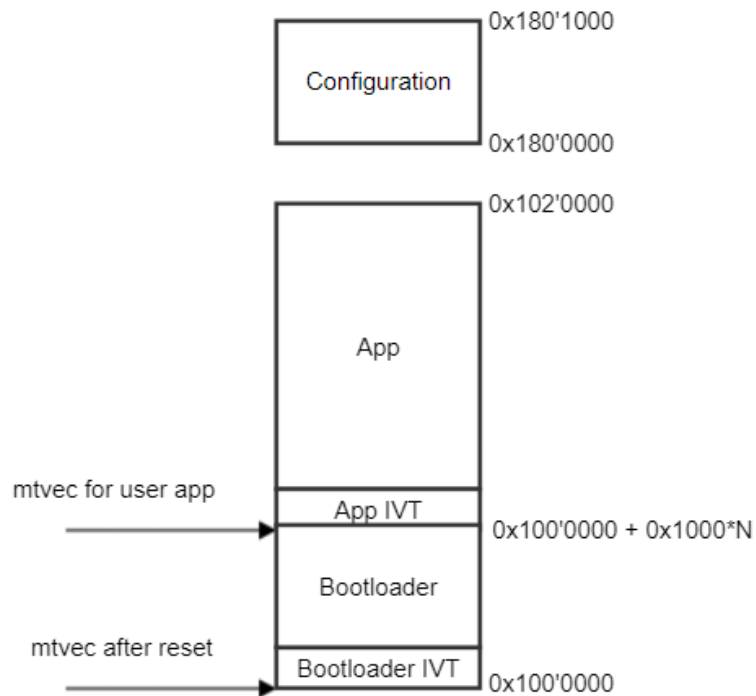 0x180'1000
Configuration
0x180'0000
0x102'0000
App
mtvec for user app
App IVT
0x100'0000 + 0x1000*N
Bootloader
mtvec after reset
Bootloader IVT
0x100'0000